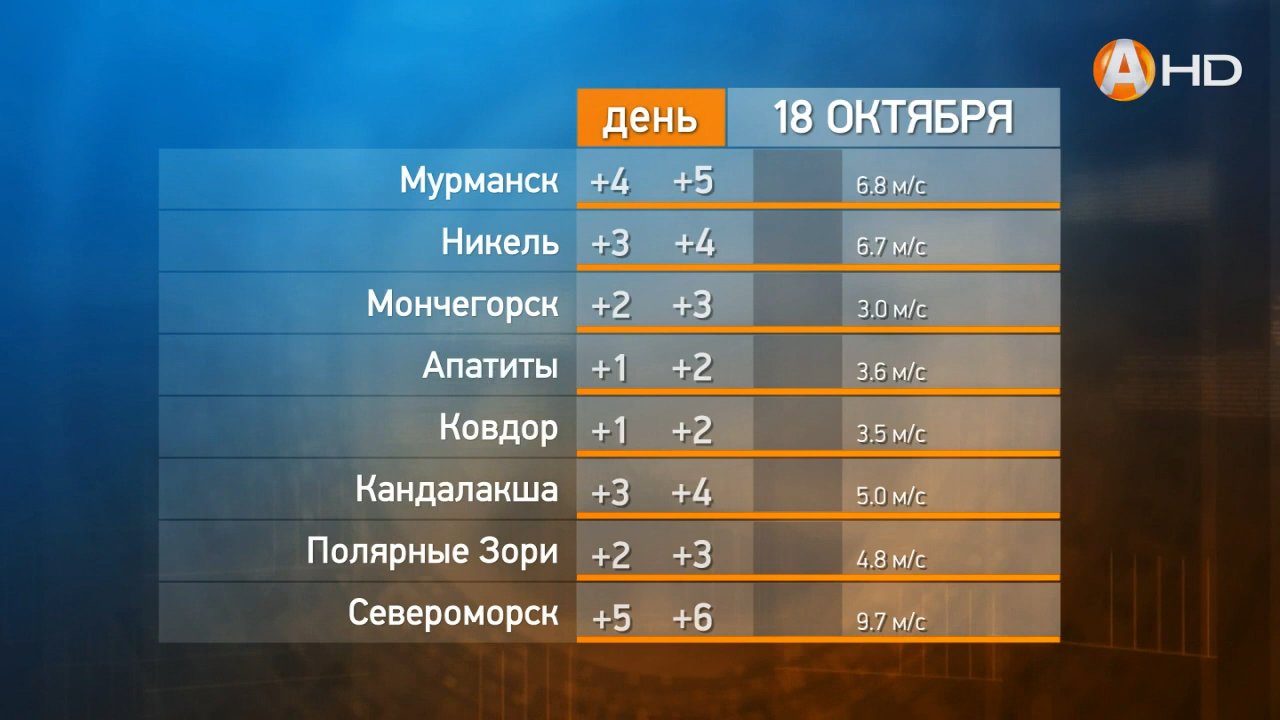 А HD
день 18 ОКТЯБРЯ
Мурманск +4 +5 6.8 м/с
Никель +3 +4 6.7 м/с
Мончегорск +2 +3 3.0 м/с
Апатиты +1 +2 3.6 м/с
Ковдор +1 +2 3.5 м/с
Кандалакша +3 +4 5.0 м/с
Полярные Зори +2 +3 4.8 м/с
Североморск +5 +6 9.7 м/с